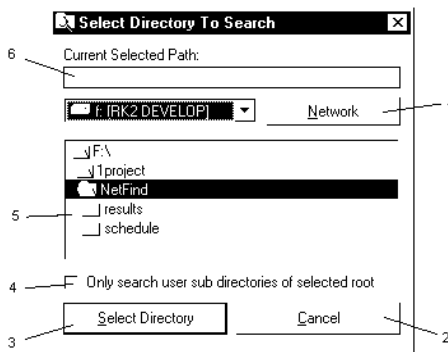 Select Directory To Search
6
Current Selected Path:
f: [RK2 DEVELOP]
Network
F:\
1project
NetFind
results
5
schedule
4
Only search user sub directories of selected root
Select Directory
Cancel
3
2